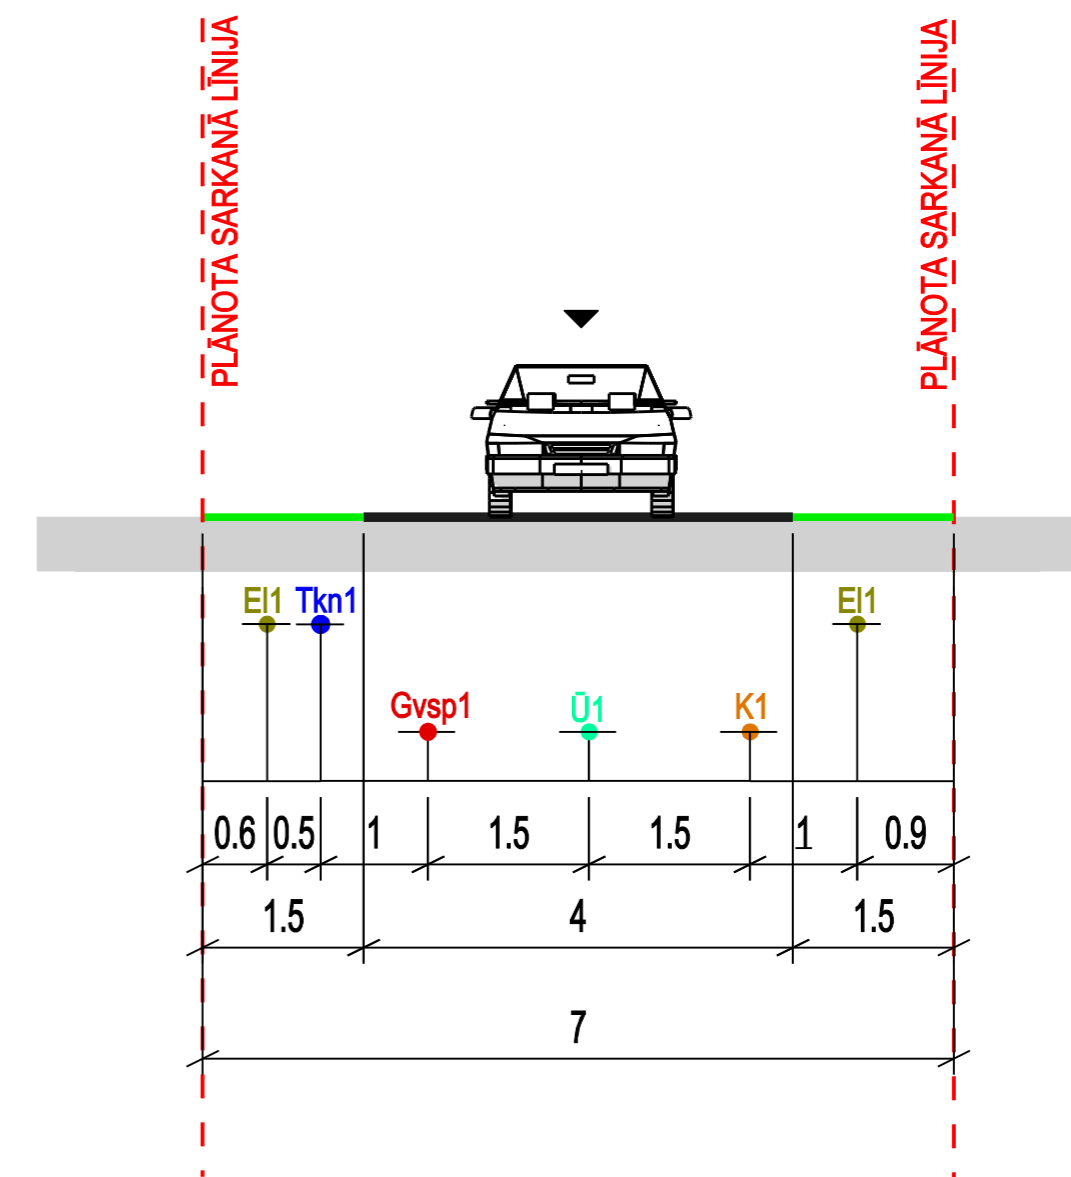 PLĀNOTA SARKANĀ LĪNIJA
PLĀNOTA SARKANĀ LĪNIJA
El1 Tkn1 El1
Gvsp1 Ū1 K1
0.6 0.5 1 1.5 1.5 1 0.9
1.5 4 1.5
7